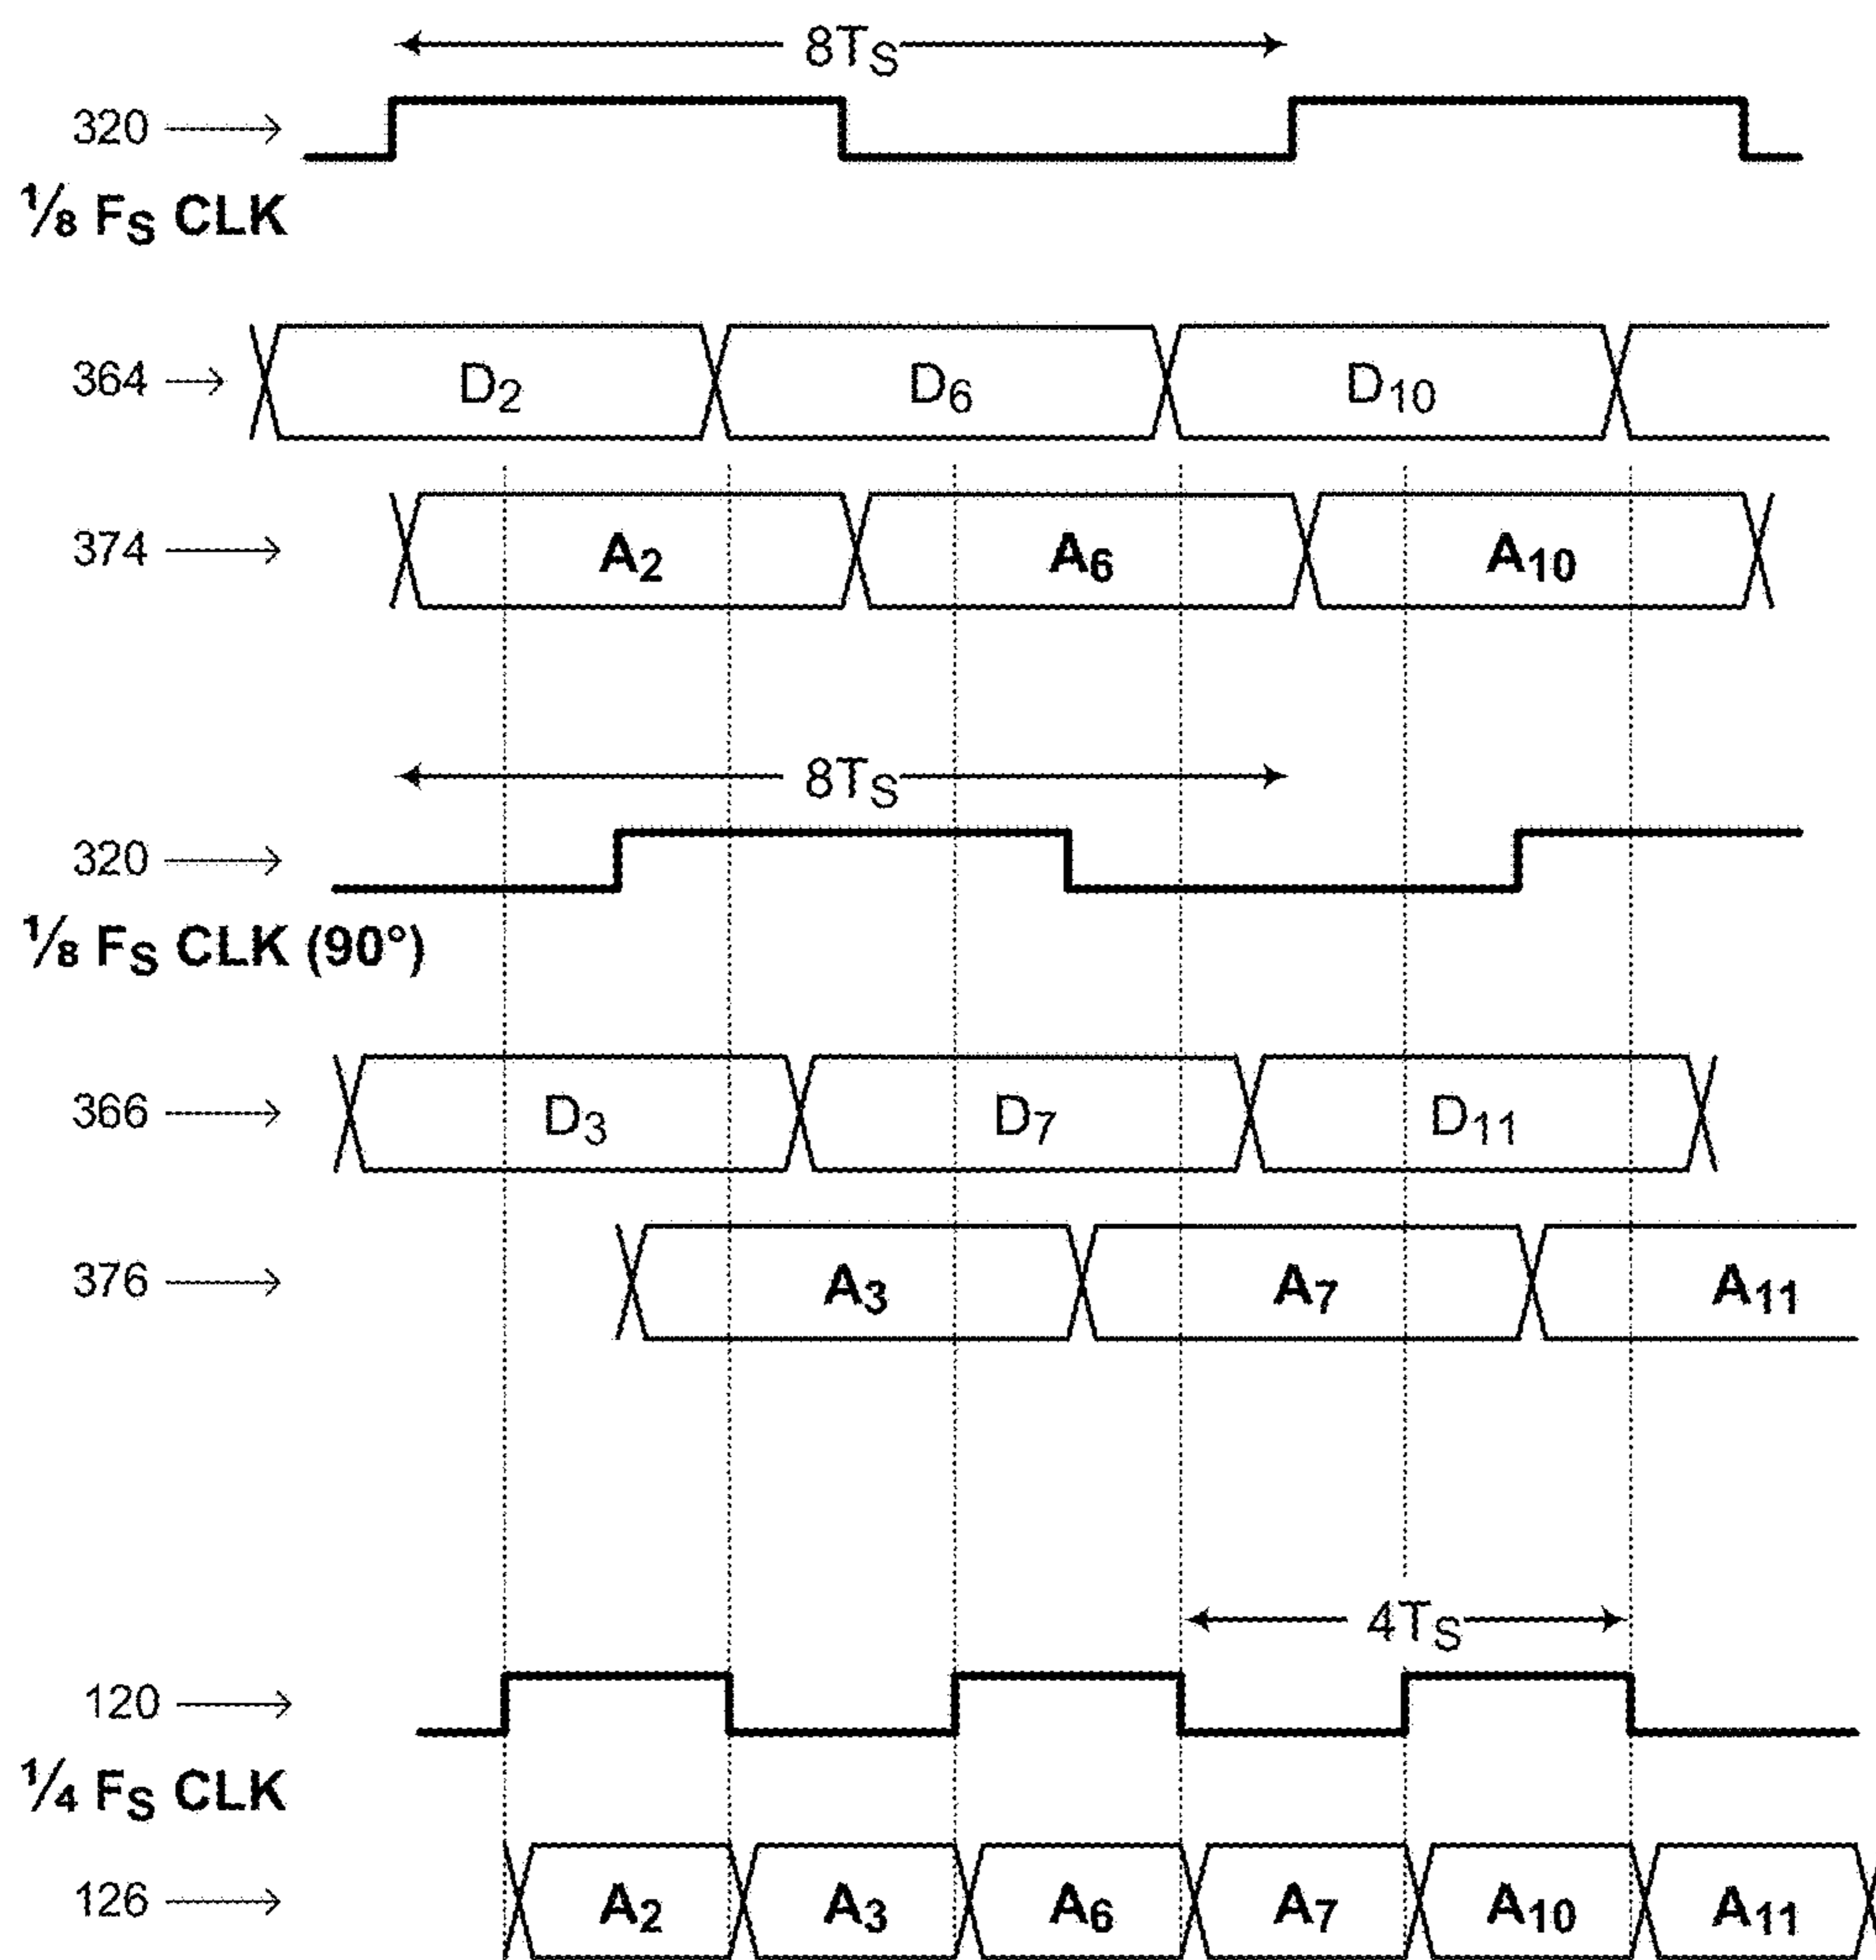 8TS
320
⅛ FS CLK
364 D2 D6 D10
374 A2 A6 A10
8TS
320
⅛ FS CLK (90°)
366 D3 D7 D11
376 A3 A7 A11
4TS
120
¼ FS CLK
126 A2 A3 A6 A7 A10 A11